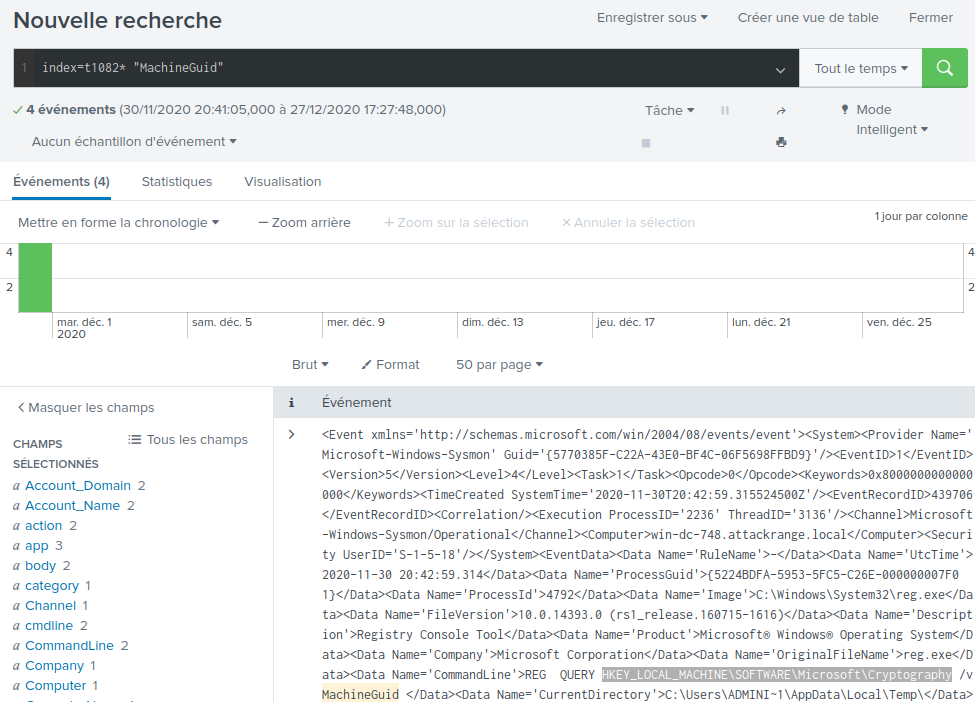 Nouvelle recherche
Enregistrer sous
Créer une vue de table
Fermer
1 index=t1082* "MachineGuid"
Tout le temps
4 événements (30/11/2020 20:41:05,000 à 27/12/2020 17:27:48,000)
Tâche
Mode
Intelligent
Aucun échantillon d'événement
Événements (4)
Statistiques
Visualisation
Mettre en forme la chronologie
— Zoom arrière
+ Zoom sur la sélection
× Annuler la sélection
1 jour par colonne
4
4
2
2
mar. déc. 1
2020
sam. déc. 5
mer. déc. 9
dim. déc. 13
jeu. déc. 17
lun. déc. 21
ven. déc. 25
Brut
Format
50 par page
< Masquer les champs
Tous les champs
CHAMPS
SÉLECTIONNÉS
a Account_Domain 2
a Account_Name 2
a action 2
a app 3
a body 2
a category 1
a Channel 1
a cmdline 2
a CommandLine 2
a Company 1
a Computer 1
i
Événement
<Event xmlns='http://schemas.microsoft.com/win/2004/08/events/event'><System><Provider Name='
Microsoft-Windows-Sysmon' Guid='{5770385F-C22A-43E0-BF4C-06F5698FFBD9}'/><EventID>1</EventID>
<Version>5</Version><Level>4</Level><Task>1</Task><Opcode>0</Opcode><Keywords>0x8000000000000
000</Keywords><TimeCreated SystemTime='2020-11-30T20:42:59.315524500Z'/><EventRecordID>439706
</EventRecordID><Correlation/><Execution ProcessID='2236' ThreadID='3136'/><Channel>Microsoft
-Windows-Sysmon/Operational</Channel><Computer>win-dc-748.attackrange.local</Computer><Securi
ty UserID='S-1-5-18'/></System><EventData><Data Name='RuleName'>-</Data><Data Name='UtcTime'>
2020-11-30 20:42:59.314</Data><Data Name='ProcessGuid'>{5224BDFA-5953-5FC5-C26E-000000007F0
1}</Data><Data Name='ProcessId'>4792</Data><Data Name='Image'>C:\Windows\System32\reg.exe</Da
ta><Data Name='FileVersion'>10.0.14393.0 (rs1_release.160715-1616)</Data><Data Name='Descript
ion'>Registry Console Tool</Data><Data Name='Product'>Microsoft® Windows® Operating System</D
ata><Data Name='Company'>Microsoft Corporation</Data><Data Name='OriginalFileName'>reg.exe</D
ata><Data Name='CommandLine'>REG  QUERY HKEY_LOCAL_MACHINE\SOFTWARE\Microsoft\Cryptography /v
MachineGuid </Data><Data Name='CurrentDirectory'>C:\Users\ADMINI~1\AppData\Local\Temp\</Data>